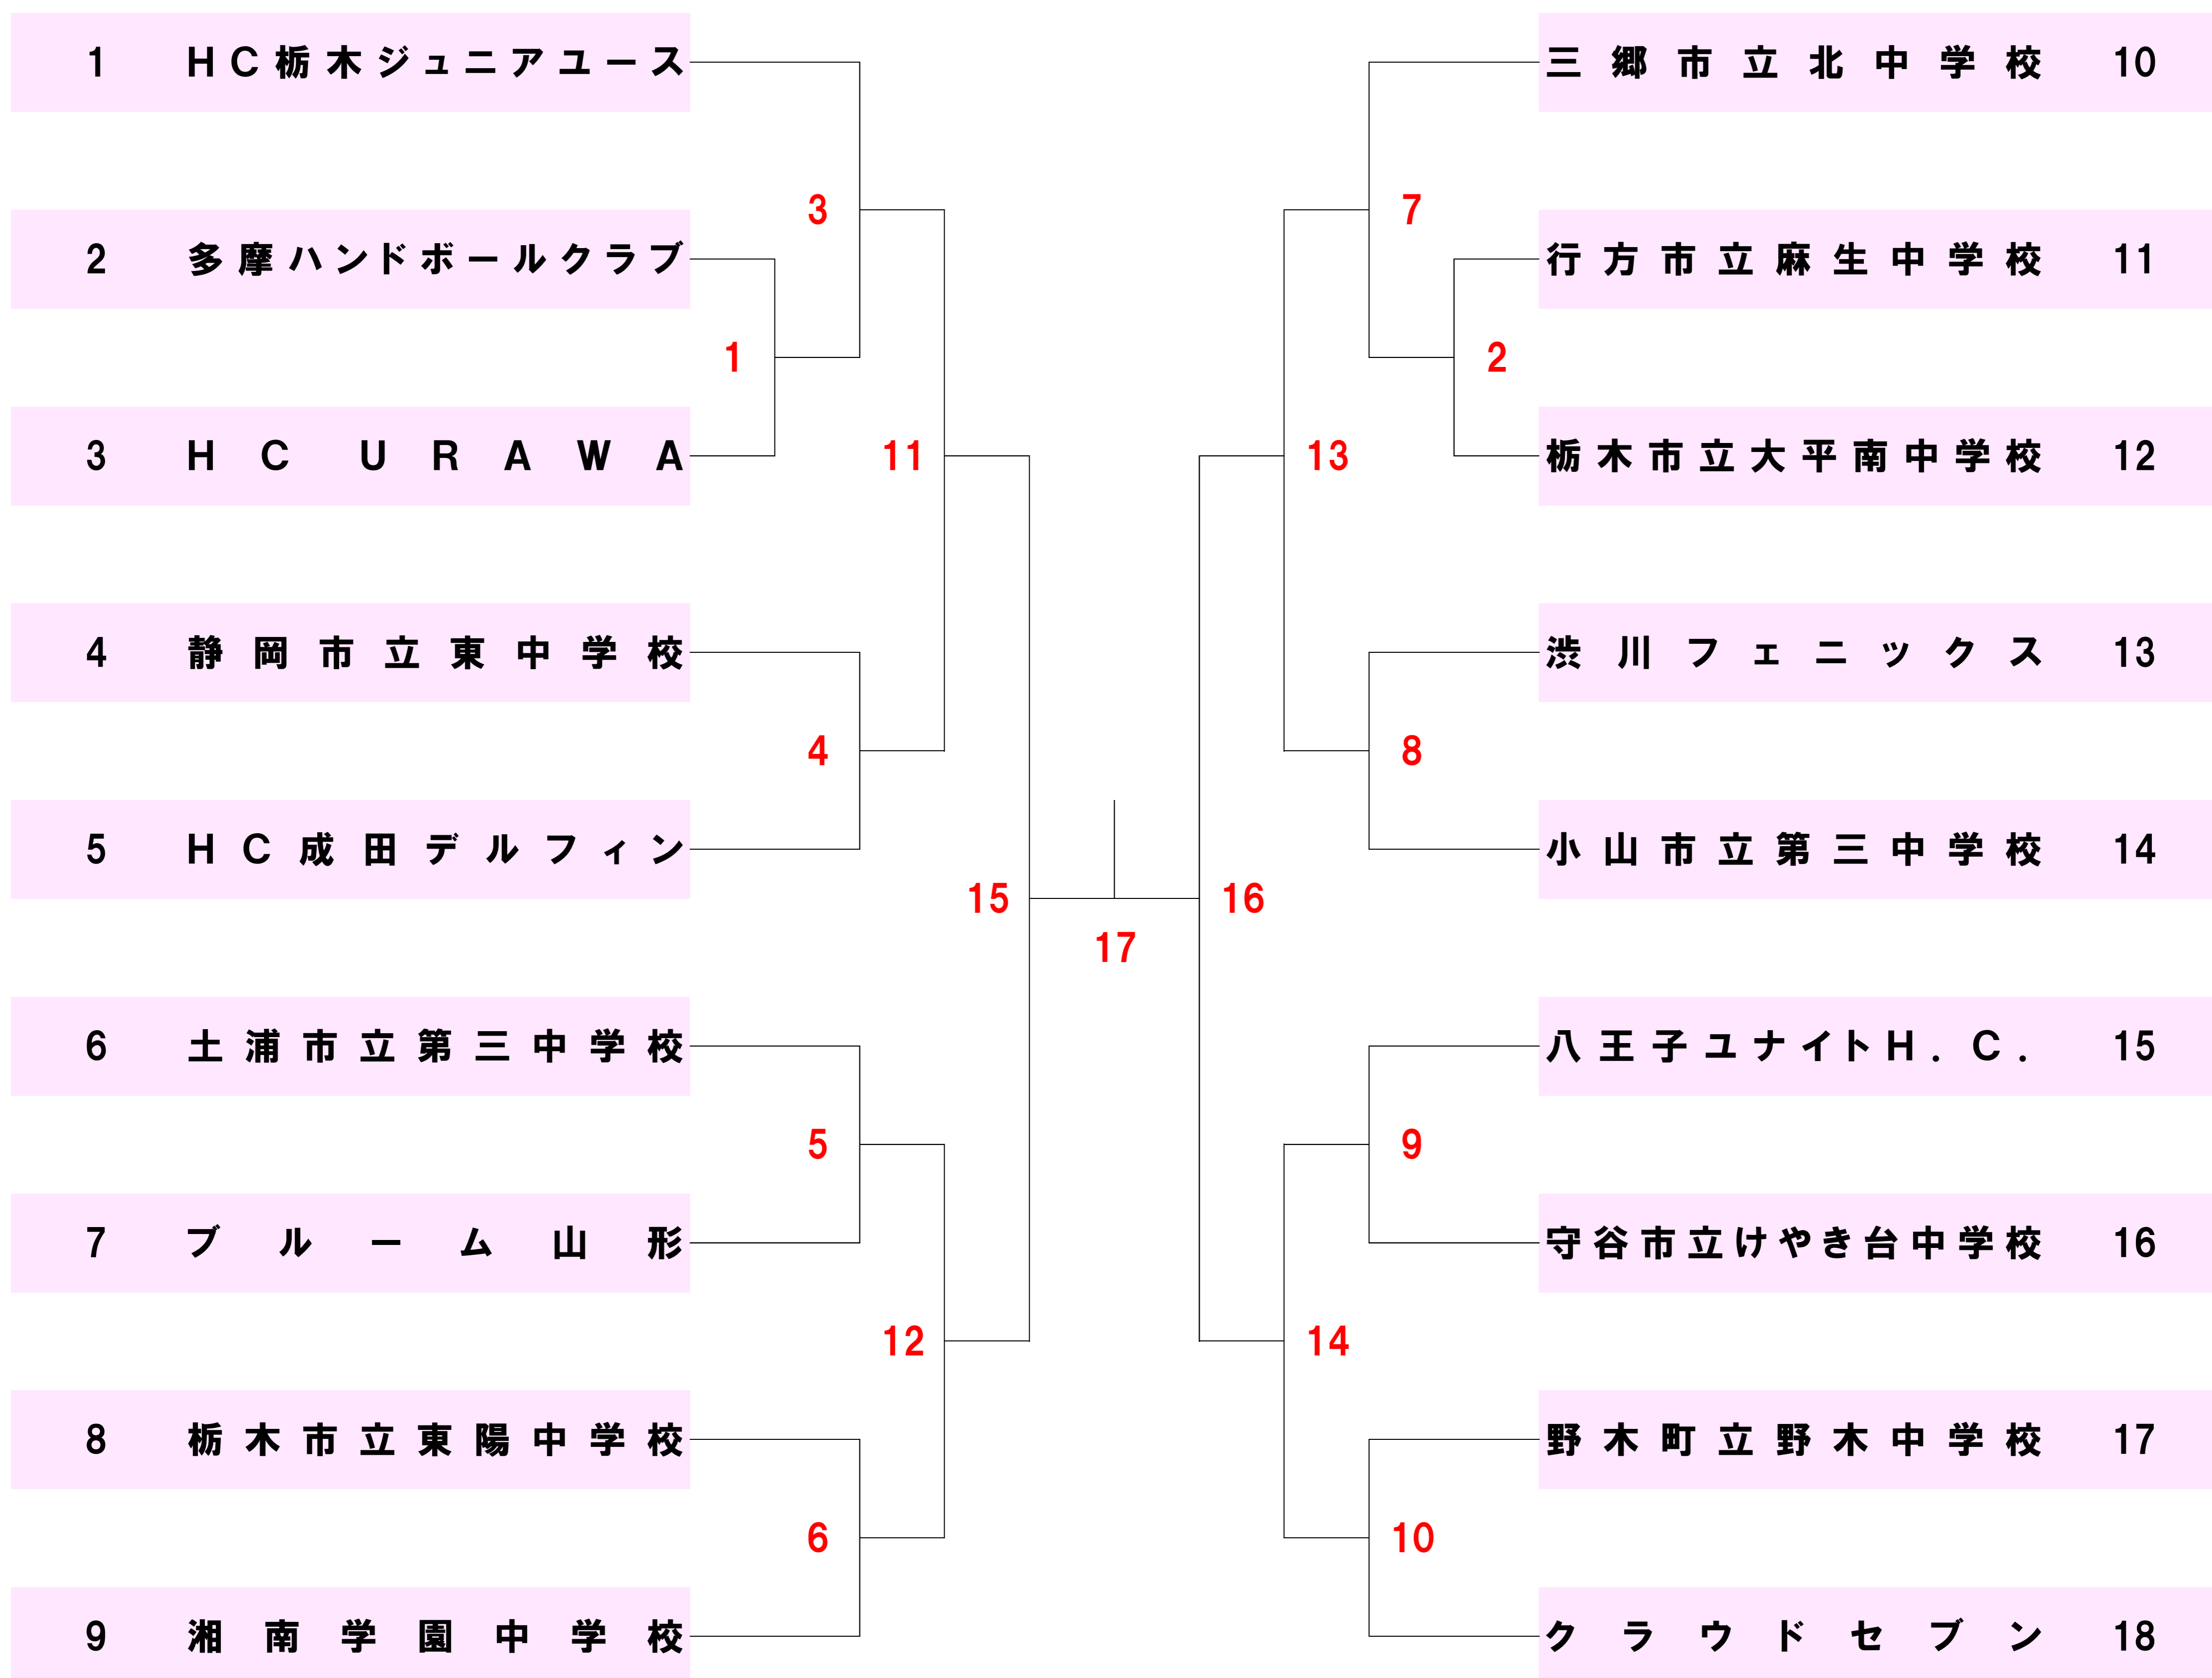 1 HC栃木ジュニアユース
三郷市立北中学校 10
3
7
2 多摩ハンドボールクラブ
行方市立麻生中学校 11
1
2
3 HC URAWA
11
13
栃木市立大平南中学校 12
4 静岡市立東中学校
渋川フェニックス 13
4
8
5 HC成田デルフィン
小山市立第三中学校 14
15
16
17
6 土浦市立第三中学校
八王子ユナイトH.C. 15
5
9
7 ブルーム山形
守谷市立けやき台中学校 16
12
14
8 栃木市立東陽中学校
野木町立野木中学校 17
6
10
9 湘南学園中学校
クラウドセブン 18